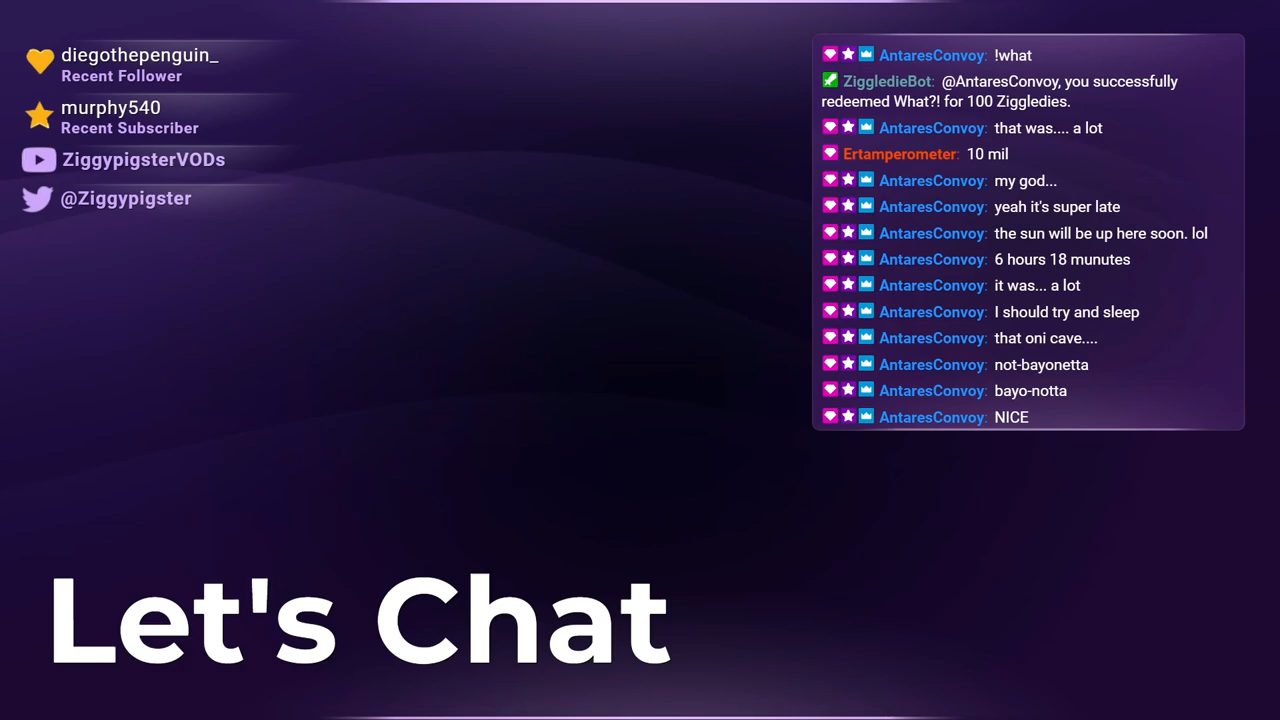 diegothepenguin_
Recent Follower
murphy540
Recent Subscriber
ZiggypigsterVODs
@Ziggypigster
AntaresConvoy: !what
ZiggledieBot: @AntaresConvoy, you successfully
redeemed What?! for 100 Ziggledies.
AntaresConvoy: that was.... a lot
Ertamperometer: 10 mil
AntaresConvoy: my god...
AntaresConvoy: yeah it's super late
AntaresConvoy: the sun will be up here soon. lol
AntaresConvoy: 6 hours 18 munutes
AntaresConvoy: it was... a lot
AntaresConvoy: I should try and sleep
AntaresConvoy: that oni cave....
AntaresConvoy: not-bayonetta
AntaresConvoy: bayo-notta
AntaresConvoy: NICE
Let's Chat